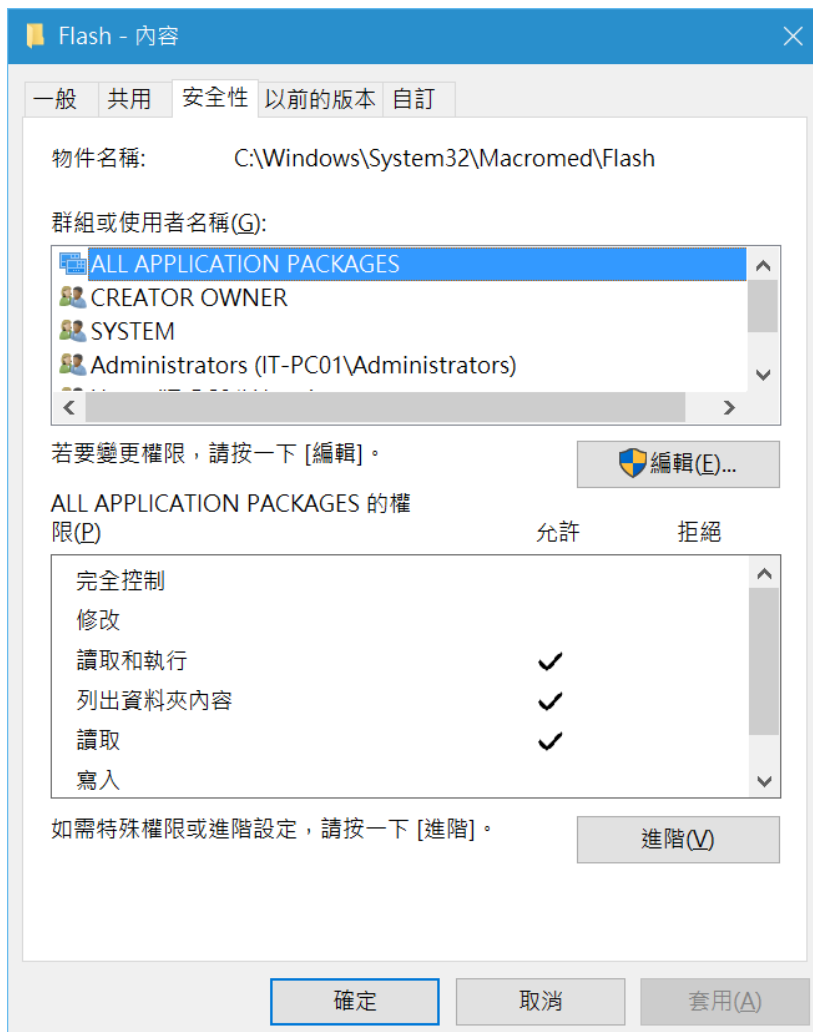 Flash - 內容
一般 共用 安全性 以前的版本 自訂
物件名稱: C:\Windows\System32\Macromed\Flash
群組或使用者名稱(G):
ALL APPLICATION PACKAGES
CREATOR OWNER
SYSTEM
Administrators (IT-PC01\Administrators)
若要變更權限，請按一下 [編輯]。
編輯(E)...
ALL APPLICATION PACKAGES 的權
限(P) 允許 拒絕
完全控制
修改
讀取和執行
列出資料夾內容
讀取
寫入
如需特殊權限或進階設定，請按一下 [進階]。
進階(V)
確定 取消 套用(A)